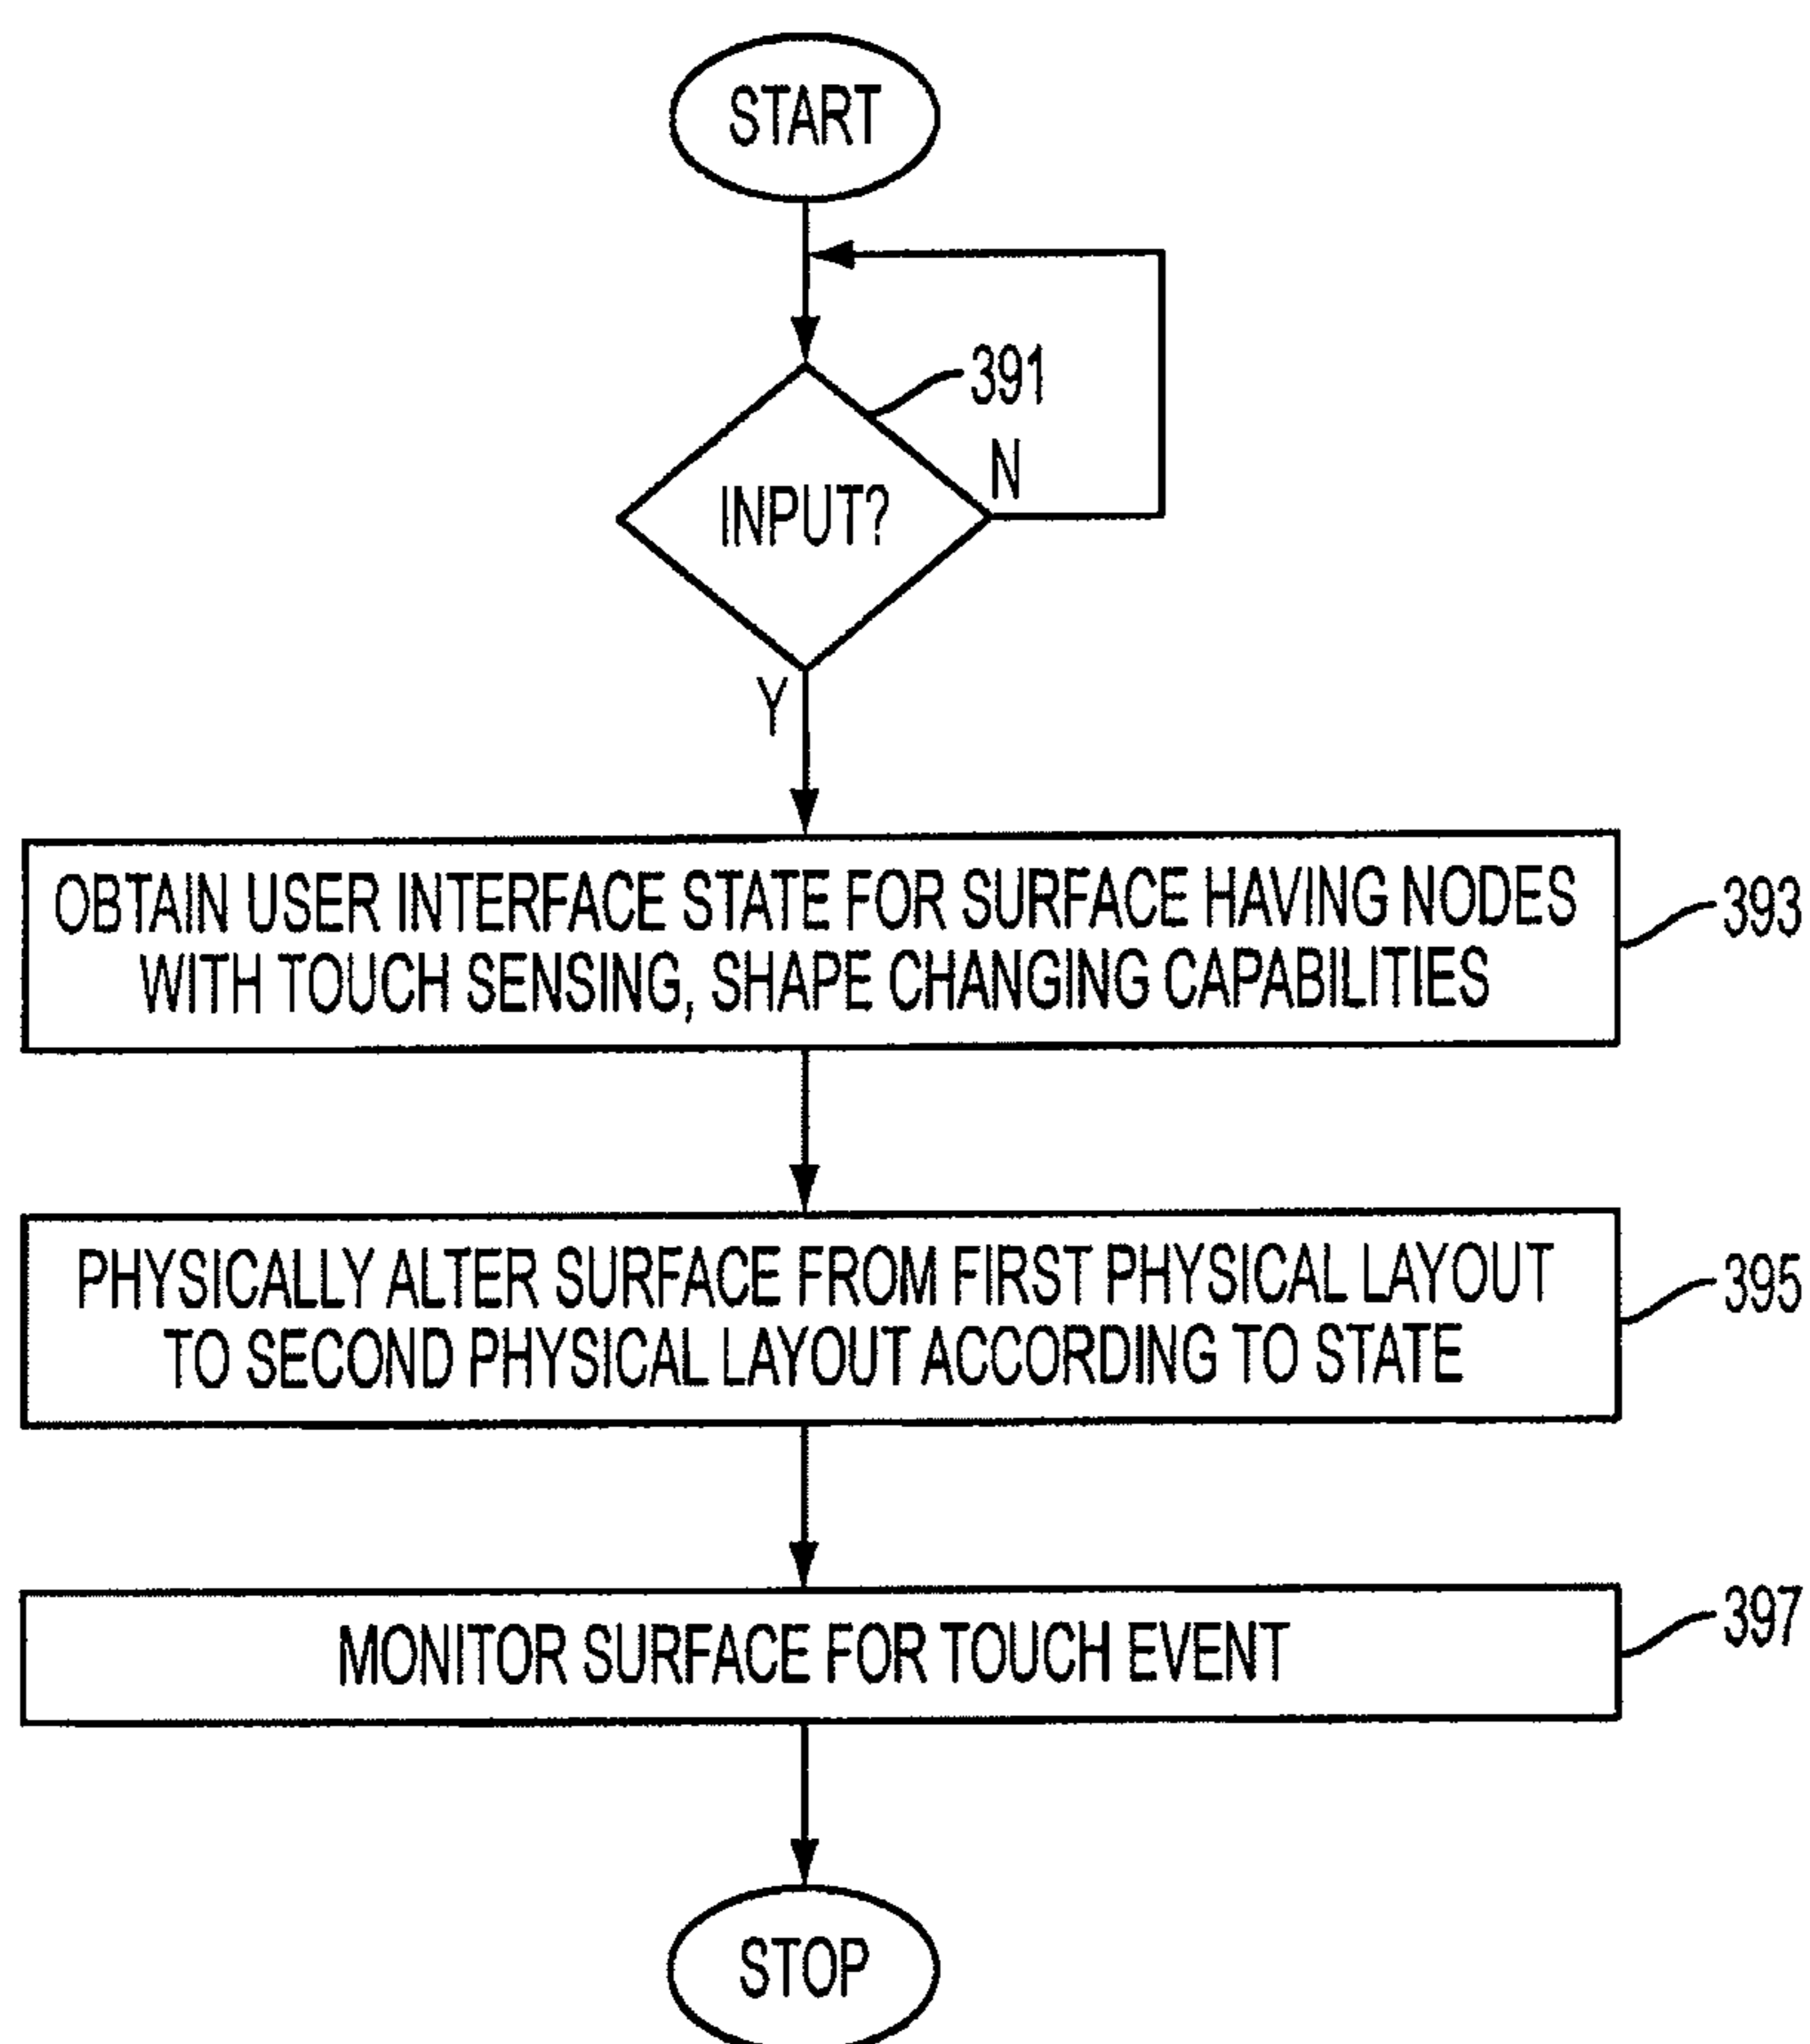 START
391
N
INPUT?
Y
OBTAIN USER INTERFACE STATE FOR SURFACE HAVING NODES
WITH TOUCH SENSING, SHAPE CHANGING CAPABILITIES
393
PHYSICALLY ALTER SURFACE FROM FIRST PHYSICAL LAYOUT
TO SECOND PHYSICAL LAYOUT ACCORDING TO STATE
395
MONITOR SURFACE FOR TOUCH EVENT
397
STOP